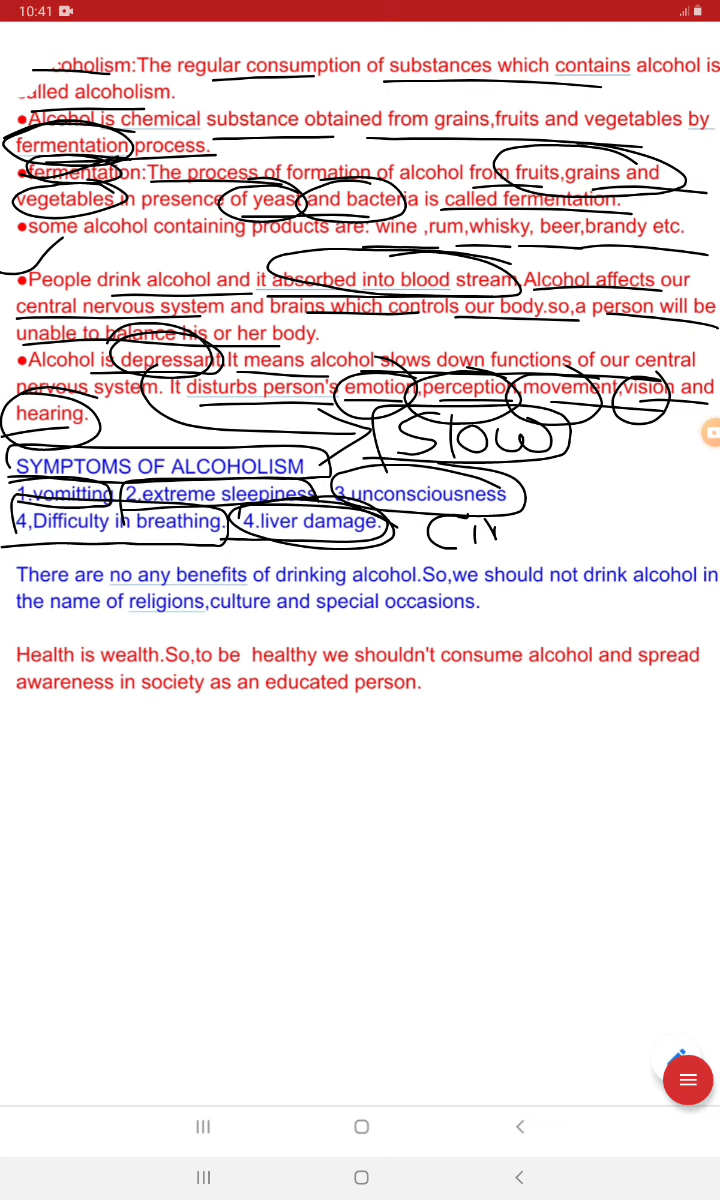 10:41
coholism:The regular consumption of substances which contains alcohol is
called alcoholism.
●Alcohol is chemical substance obtained from grains,fruits and vegetables by
fermentation process.
●fermentation:The process of formation of alcohol from fruits,grains and
vegetables in presence of yeast and bacteria is called fermentation.
●some alcohol containing products are: wine ,rum,whisky, beer,brandy etc.
●People drink alcohol and it absorbed into blood stream,Alcohol affects our
central nervous system and brains which controls our body.so,a person will be
unable to balance his or her body.
●Alcohol is depressant.It means alcohol slows down functions of our central
nervous system. It disturbs person's emotion,perception,movement,vision and
hearing.
slow
SYMPTOMS OF ALCOHOLISM
1.vomitting 2,extreme sleepiness 3.unconsciousness
4,Difficulty in breathing. 4.liver damage.
There are no any benefits of drinking alcohol.So,we should not drink alcohol in
the name of religions,culture and special occasions.
Health is wealth.So,to be healthy we shouldn't consume alcohol and spread
awareness in society as an educated person.